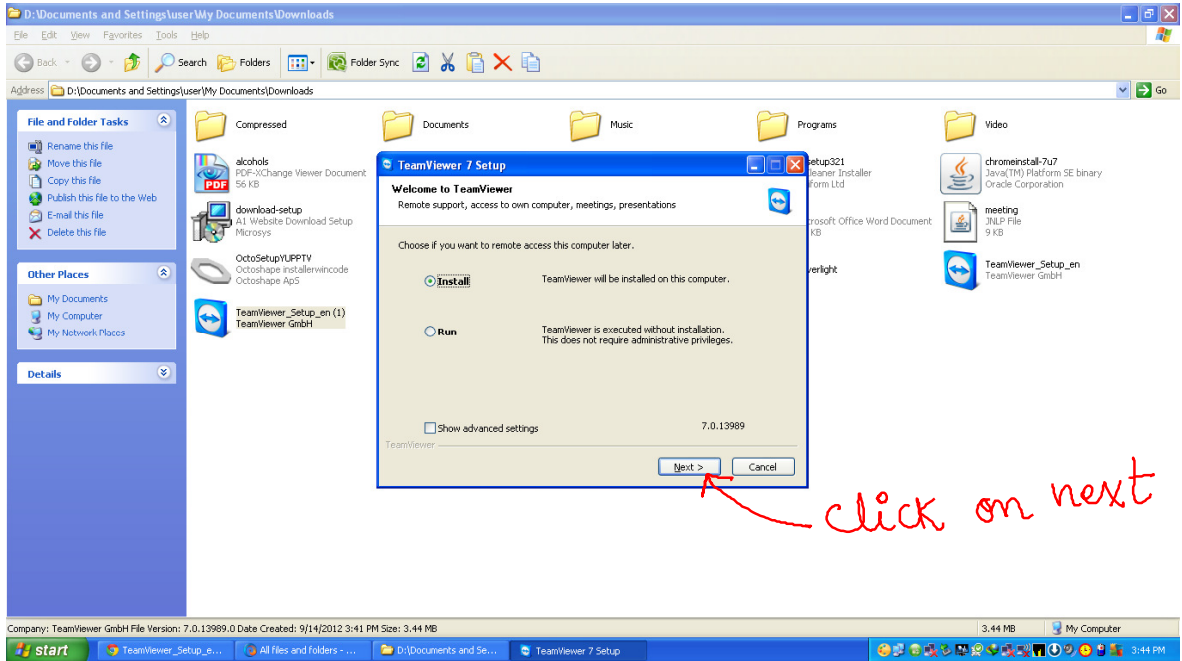 D:\Documents and Settings\user\My Documents\Downloads
File Edit View Favorites Tools Help
Back Search Folders Folder Sync
Address D:\Documents and Settings\user\My Documents\Downloads Go
File and Folder Tasks
Rename this file
Move this file
Copy this file
Publish this file to the Web
E-mail this file
Delete this file
Other Places
My Documents
My Computer
My Network Places
Details
Compressed
Documents
Music
Programs
Video
alcohols
PDF-XChange Viewer Document
56 KB
setup321
leaner Installer
iform Ltd
chromeinstall-7u7
Java(TM) Platform SE binary
Oracle Corporation
download-setup
A1 Website Download Setup
Microsys
crosoft Office Word Document
KB
meeting
JNLP File
9 KB
OctoSetupYUPPTV
Octoshape installerwincode
Octoshape ApS
verlight
TeamViewer_Setup_en
TeamViewer GmbH
TeamViewer_Setup_en (1)
TeamViewer GmbH
TeamViewer 7 Setup
Welcome to TeamViewer
Remote support, access to own computer, meetings, presentations
Choose if you want to remote access this computer later.
Install TeamViewer will be installed on this computer.
Run TeamViewer is executed without installation.
This does not require administrative privileges.
Show advanced settings 7.0.13989
TeamViewer
Next > Cancel
click on next
Company: TeamViewer GmbH File Version: 7.0.13989.0 Date Created: 9/14/2012 3:41 PM Size: 3.44 MB 3.44 MB My Computer
start TeamViewer_Setup_e... All files and folders - ... D:\Documents and Se... TeamViewer 7 Setup 3:44 PM